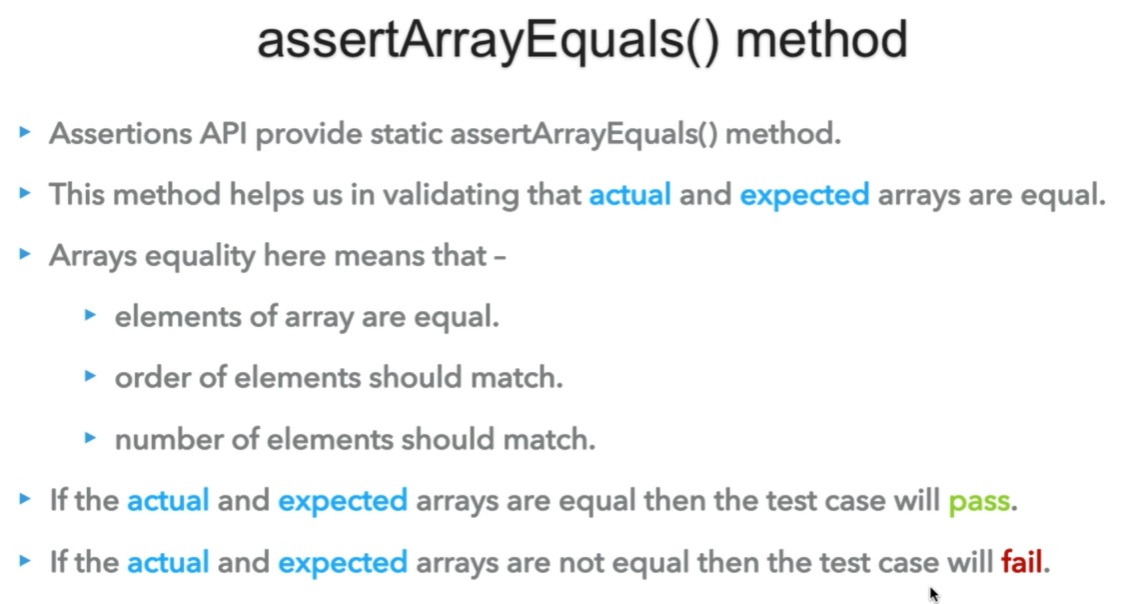 assertArrayEquals() method
Assertions API provide static assertArrayEquals() method.
This method helps us in validating that actual and expected arrays are equal.
Arrays equality here means that –
elements of array are equal.
order of elements should match.
number of elements should match.
If the actual and expected arrays are equal then the test case will pass.
If the actual and expected arrays are not equal then the test case will fail.